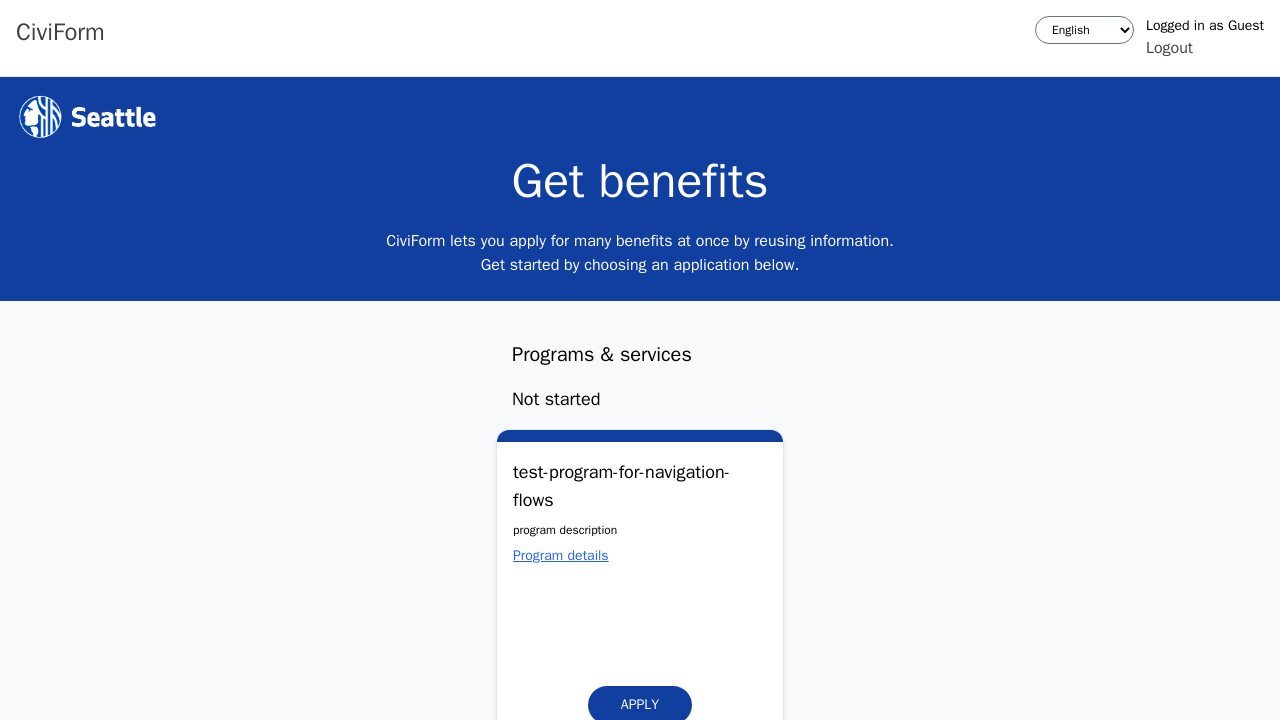 CiviForm
English
Logged in as Guest
Logout
Seattle
Get benefits
CiviForm lets you apply for many benefits at once by reusing information.
Get started by choosing an application below.
Programs & services
Not started
test-program-for-navigation-
flows
program description
Program details
APPLY